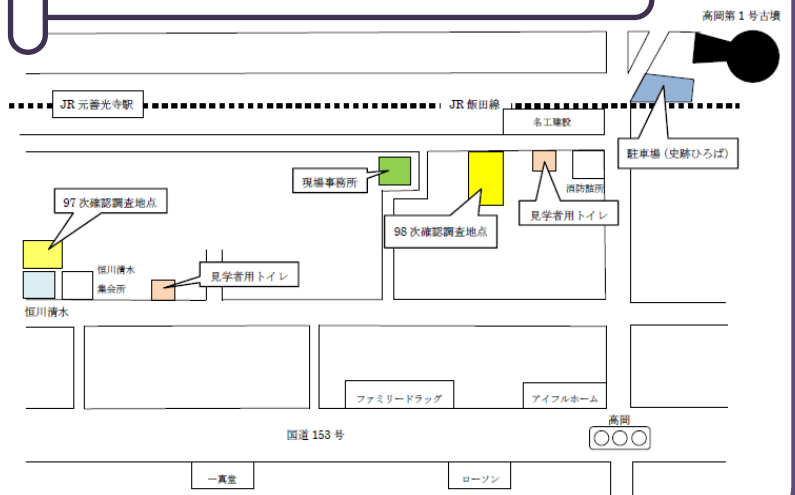 高岡第1号古墳
JR 元善光寺駅
JR 飯田線
名工建設
駐車場（史跡ひろば）
現場事務所
消防詰所
97 次確認調査地点
見学者用トイレ
98 次確認調査地点
恒川清水
集会所
見学者用トイレ
恒川清水
ファミリードラッグ
アイフルホーム
国道 153 号
高岡
一真堂
ローソン